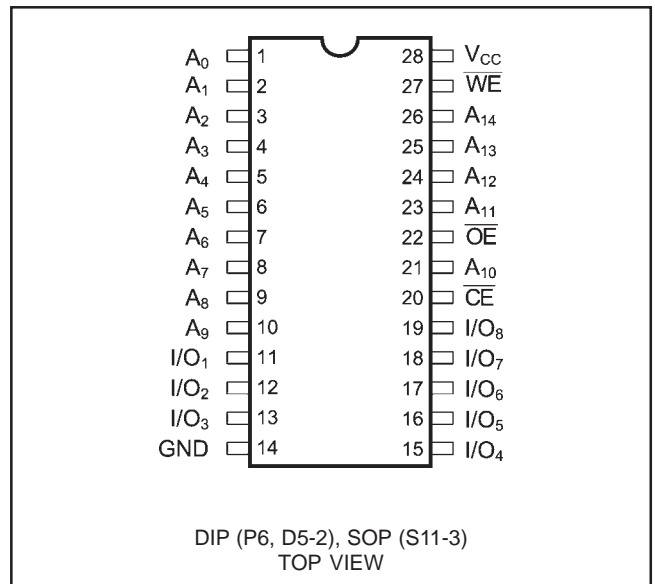 A0 1 28 VCC
A1 2 27 WE
A2 3 26 A14
A3 4 25 A13
A4 5 24 A12
A5 6 23 A11
A6 7 22 OE
A7 8 21 A10
A8 9 20 CE
A9 10 19 I/O8
I/O1 11 18 I/O7
I/O2 12 17 I/O6
I/O3 13 16 I/O5
GND 14 15 I/O4
DIP (P6, D5-2), SOP (S11-3)
TOP VIEW